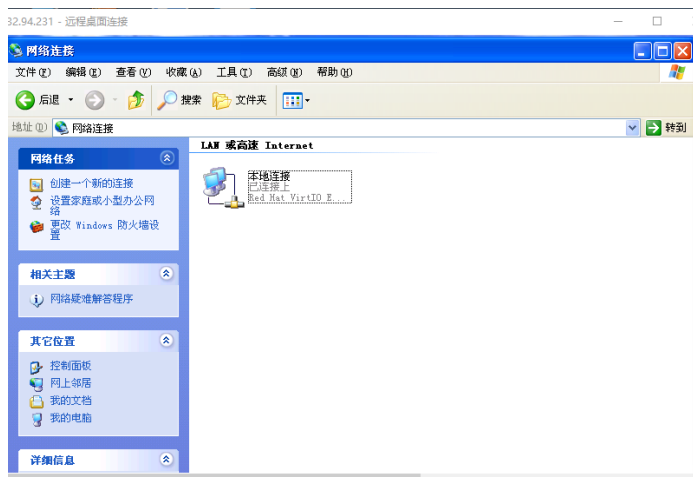 32.94.231 - 远程桌面连接
网络连接
文件(F) 编辑(E) 查看(V) 收藏(A) 工具(T) 高级(N) 帮助(H)
后退 搜索 文件夹
地址(D) 网络连接 转到
网络任务
创建一个新的连接
设置家庭或小型办公网
络
更改 Windows 防火墙设
置
相关主题
网络疑难解答程序
其它位置
控制面板
网上邻居
我的文档
我的电脑
详细信息
LAN 或高速 Internet
本地连接
已连接上
Red Hat VirtIO E...